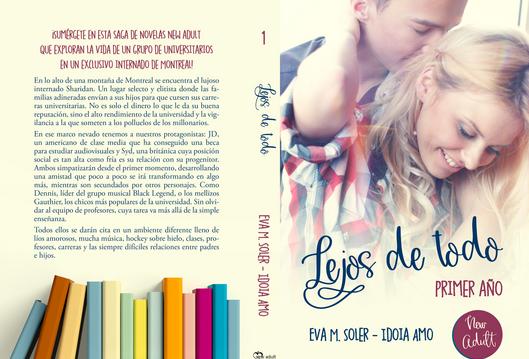 ¡SUMÉRGETE EN ESTA SAGA DE NOVELAS NEW ADULT
QUE EXPLORAN LA VIDA DE UN GRUPO DE UNIVERSITARIOS
EN UN EXCLUSIVO INTERNADO DE MONTREAL!
En lo alto de una montaña de Montreal se encuentra el lujoso
internado Sharidan. Un lugar selecto y elitista donde las fa-
milias adineradas envían a sus hijos para que cursen sus carre-
ras universitarias. No es solo el dinero lo que le da su buena
reputación, sino el alto rendimiento de la universidad y la vigi-
lancia a la que someten a los polluelos de los millonarios.
En ese marco nevado tenemos a nuestros protagonistas: JD,
un americano de clase media que ha conseguido una beca
para estudiar audiovisuales y Syd, una británica cuya posición
social es tan alta como fría es su relación con su progenitor.
Ambos simpatizarán desde el primer momento, desarrollando
una amistad que poco a poco se irá transformando en algo
más, mientras son secundados por otros personajes. Como
Dennis, líder del grupo musical Black Legend, o los mellizos
Gauthier, los chicos más populares de la universidad. Sin olvi-
dar al equipo de profesores, cuya tarea va más allá de la simple
enseñanza.
Todos ellos se darán cita en un ambiente diferente lleno de
líos amorosos, mucha música, hockey sobre hielo, clases, pro-
fesores, carreras y las siempre difíciles relaciones entre padres
e hijos.
1
Lejos de todo
EVA M. SOLER - IDOIA AMO
adult
Lejos de todo
PRIMER AÑO
EVA M. SOLER - IDOIA AMO
New
Adult